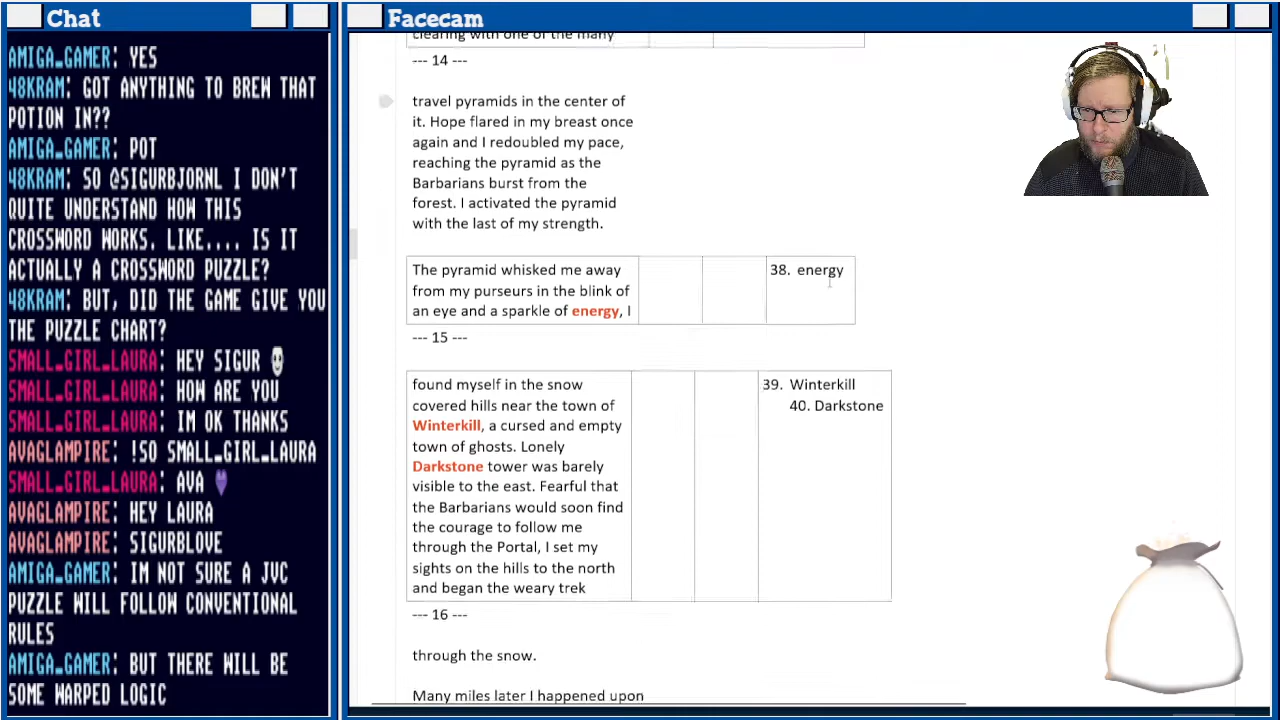 Chat
AMIGA_GAMER: YES
48KRAM: GOT ANYTHING TO BREW THAT
POTION IN??
AMIGA_GAMER: POT
48KRAM: SO @SIGURBJORNL I DON'T
QUITE UNDERSTAND HOW THIS
CROSSWORD WORKS. LIKE.... IS IT
ACTUALLY A CROSSWORD PUZZLE?
48KRAM: BUT, DID THE GAME GIVE YOU
THE PUZZLE CHART?
SMALL_GIRL_LAURA: HEY SIGUR
SMALL_GIRL_LAURA: HOW ARE YOU
SMALL_GIRL_LAURA: IM OK THANKS
AVAGLAMPIRE: !SO SMALL_GIRL_LAURA
SMALL_GIRL_LAURA: AVA
AVAGLAMPIRE: HEY LAURA
AVAGLAMPIRE: SIGURBLOVE
AMIGA_GAMER: IM NOT SURE A JVC
PUZZLE WILL FOLLOW CONVENTIONAL
RULES
AMIGA_GAMER: BUT THERE WILL BE
SOME WARPED LOGIC
Facecam
clearing with one of the many
--- 14 ---
travel pyramids in the center of
it. Hope flared in my breast once
again and I redoubled my pace,
reaching the pyramid as the
Barbarians burst from the
forest. I activated the pyramid
with the last of my strength.
The pyramid whisked me away
from my purseurs in the blink of
an eye and a sparkle of energy, I
38. energy
--- 15 ---
found myself in the snow
covered hills near the town of
Winterkill, a cursed and empty
town of ghosts. Lonely
Darkstone tower was barely
visible to the east. Fearful that
the Barbarians would soon find
the courage to follow me
through the Portal, I set my
sights on the hills to the north
and began the weary trek
39. Winterkill
40. Darkstone
--- 16 ---
through the snow.
Many miles later I happened upon